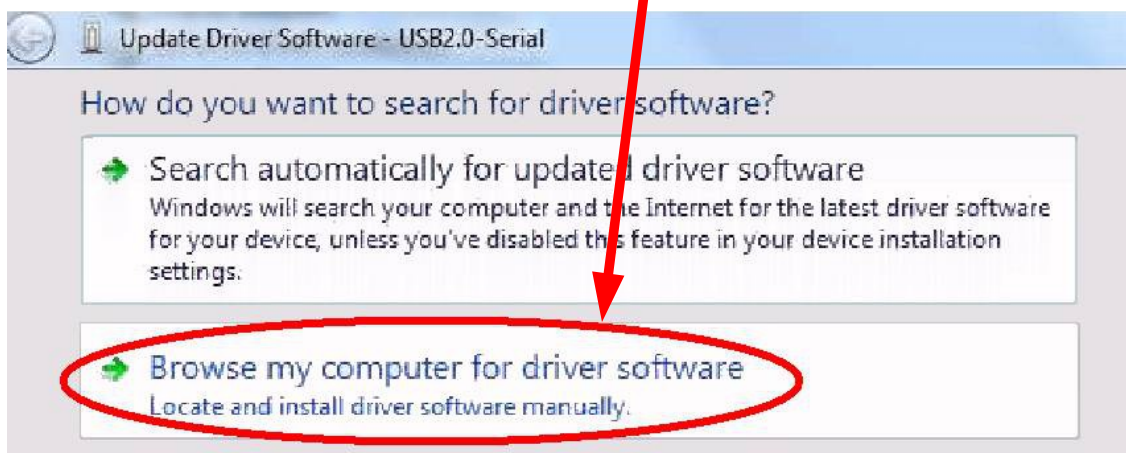 Update Driver Software - USB2.0-Serial
How do you want to search for driver software?
Search automatically for updated driver software
Windows will search your computer and the Internet for the latest driver software
for your device, unless you've disabled this feature in your device installation
settings.
Browse my computer for driver software
Locate and install driver software manually.